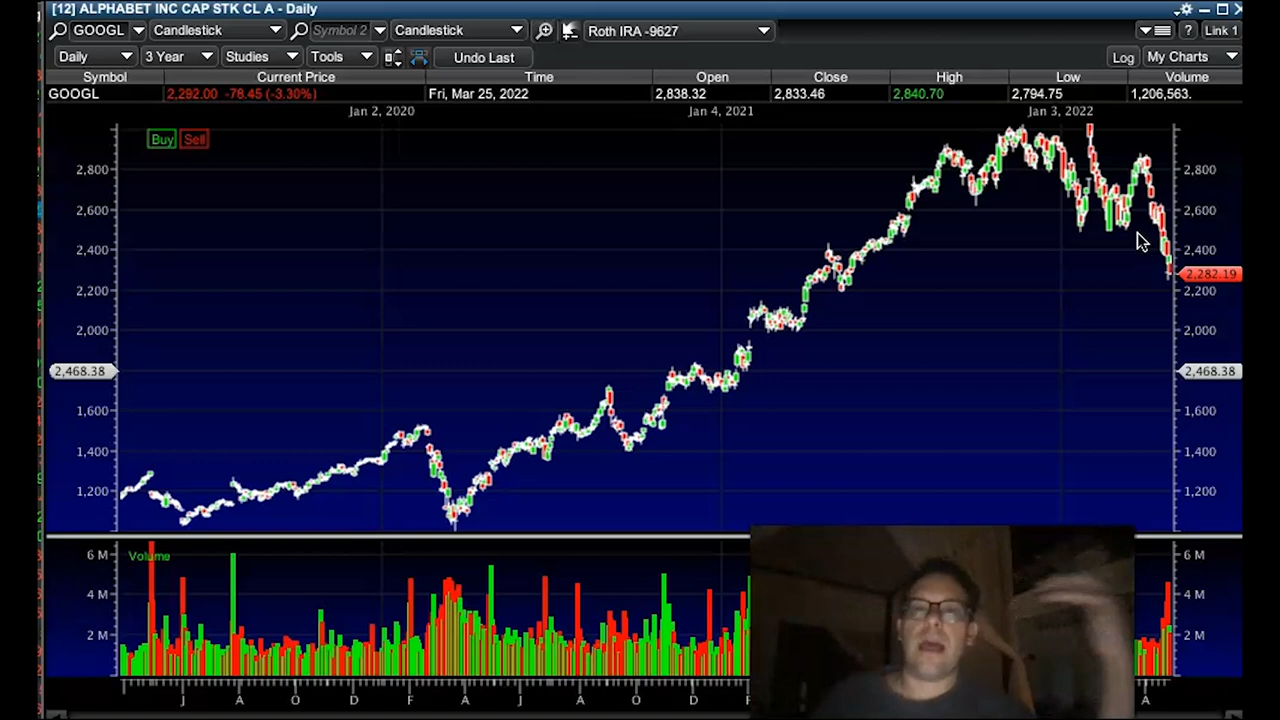 [12] ALPHABET INC CAP STK CL A - Daily
GOOGL Candlestick Symbol 2 Candlestick Roth IRA -9627 ? Link 1
Daily 3 Year Studies Tools Undo Last Log My Charts
Symbol Current Price Time Open Close High Low Volume
GOOGL 2,292.00 -78.45 (-3.30%) Fri, Mar 25, 2022 2,838.32 2,833.46 2,840.70 2,794.75 1,206,563.
Jan 2, 2020 Jan 4, 2021 Jan 3, 2022
Buy Sell
2,800 2,800
2,600 2,600
2,400 2,400
2,282.19
2,200 2,200
2,000 2,000
2,468.38 2,468.38
1,600 1,600
1,400 1,400
1,200 1,200
6 M Volume 6 M
4 M 4 M
2 M 2 M
J A O D F A J A O D F A